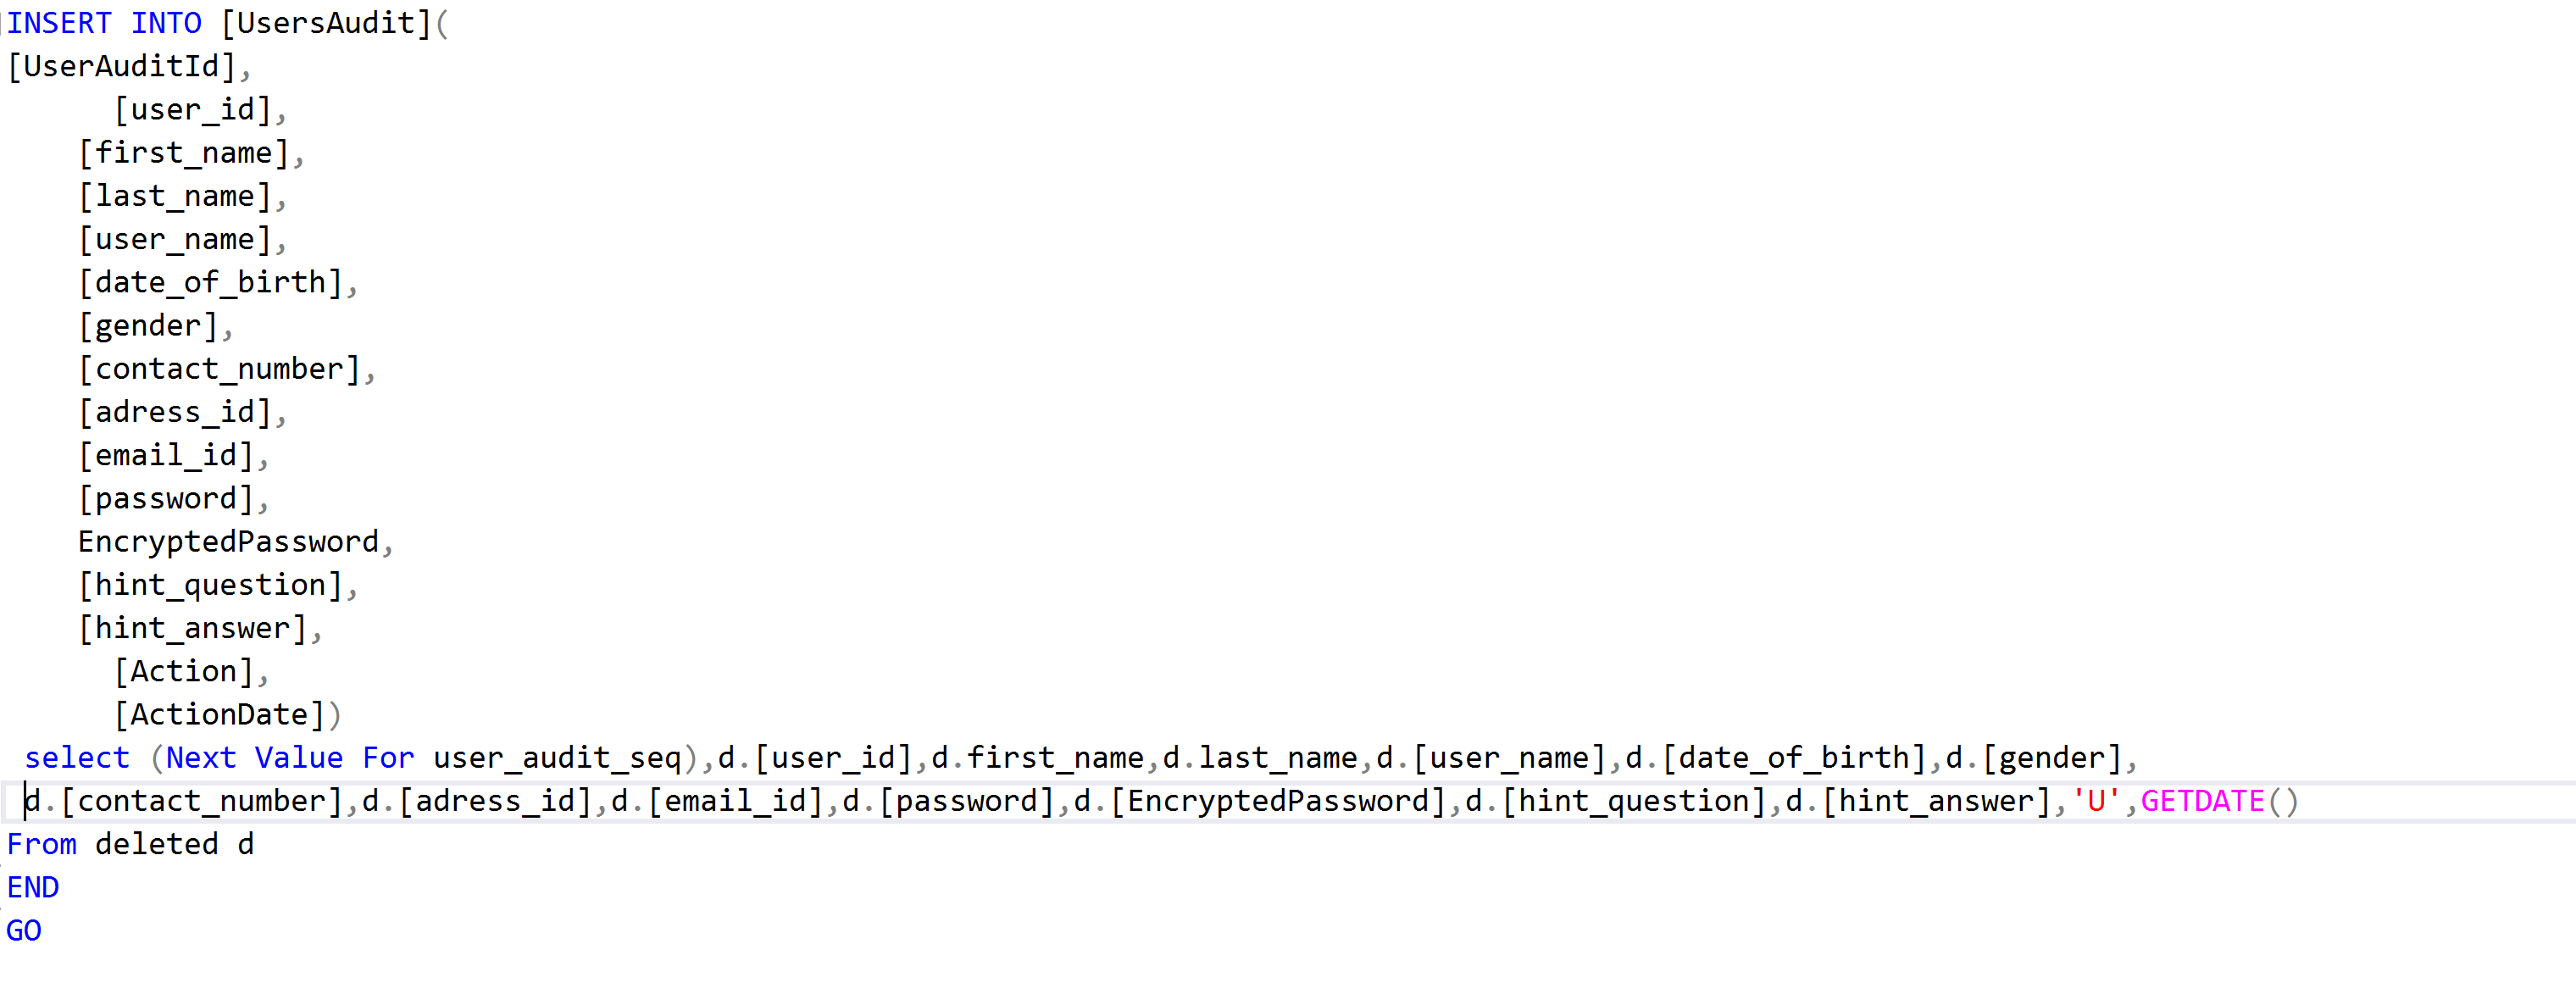 INSERT INTO [UsersAudit](
[UserAuditId],
[user_id],
[first_name],
[last_name],
[user_name],
[date_of_birth],
[gender],
[contact_number],
[adress_id],
[email_id],
[password],
EncryptedPassword,
[hint_question],
[hint_answer],
[Action],
[ActionDate])
select (Next Value For user_audit_seq),d.[user_id],d.first_name,d.last_name,d.[user_name],d.[date_of_birth],d.[gender],
d.[contact_number],d.[adress_id],d.[email_id],d.[password],d.[EncryptedPassword],d.[hint_question],d.[hint_answer],'U',GETDATE()
From deleted d
END
GO